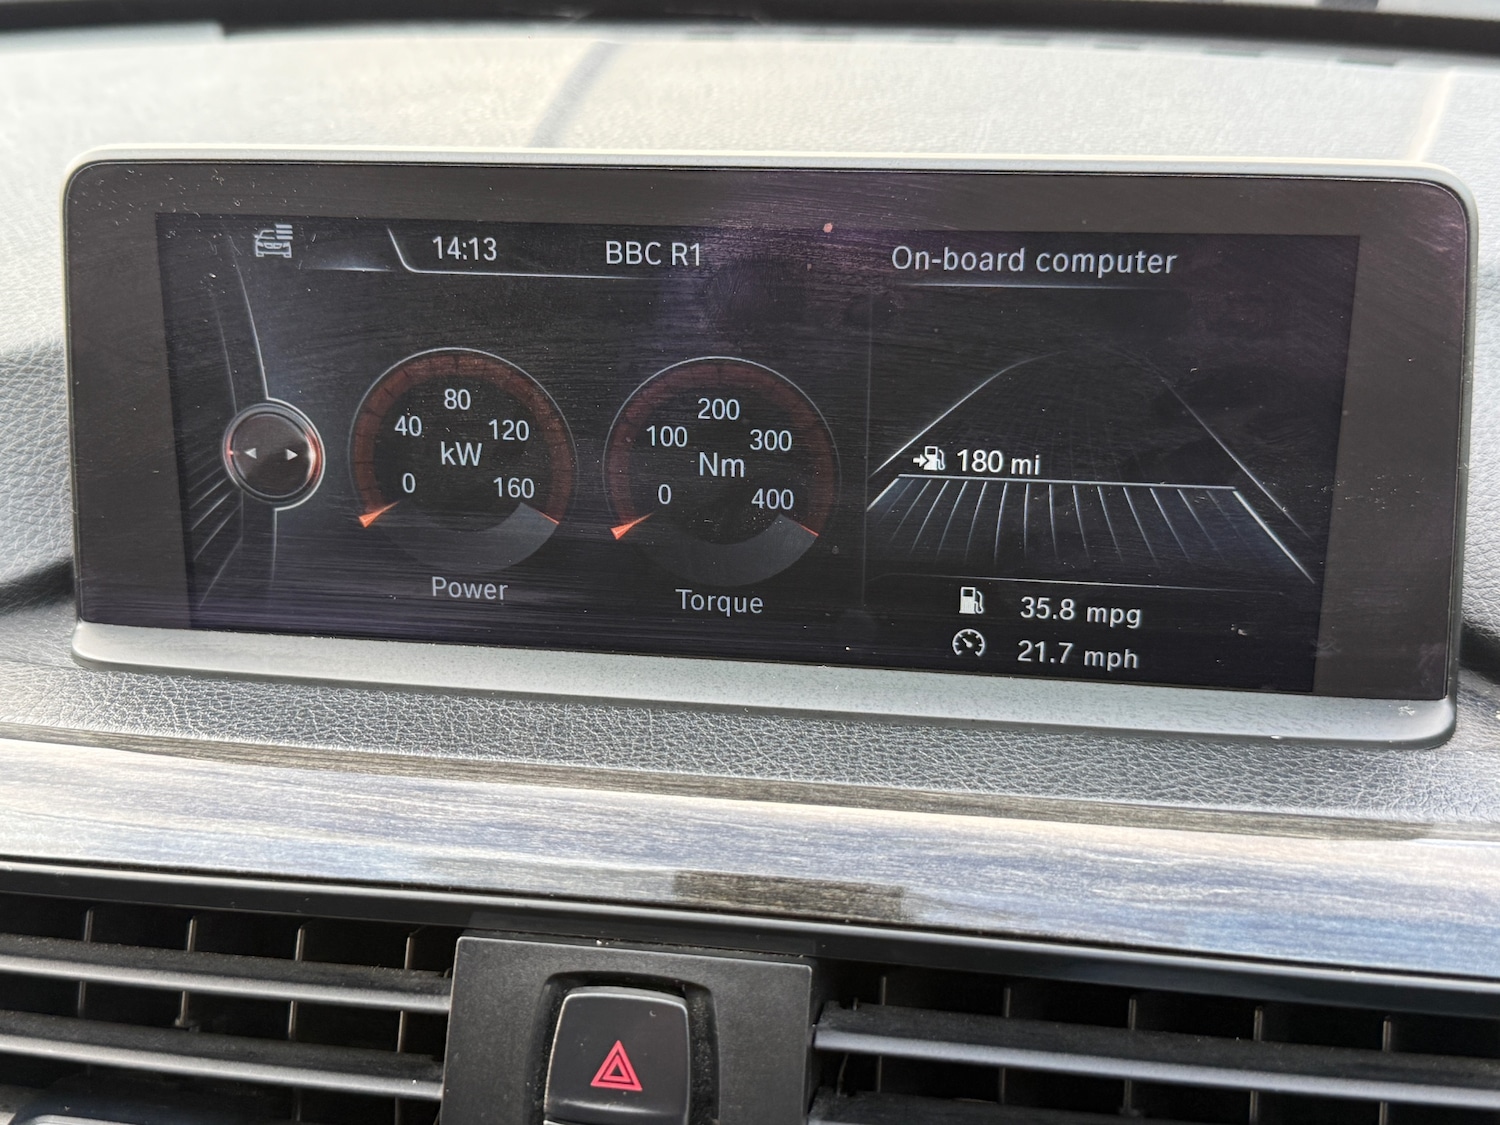 14:13 BBC R1 On-board computer
80
40 120
kW
0 160
Power
200
100 300
Nm
0 400
Torque
180 mi
35.8 mpg
21.7 mph